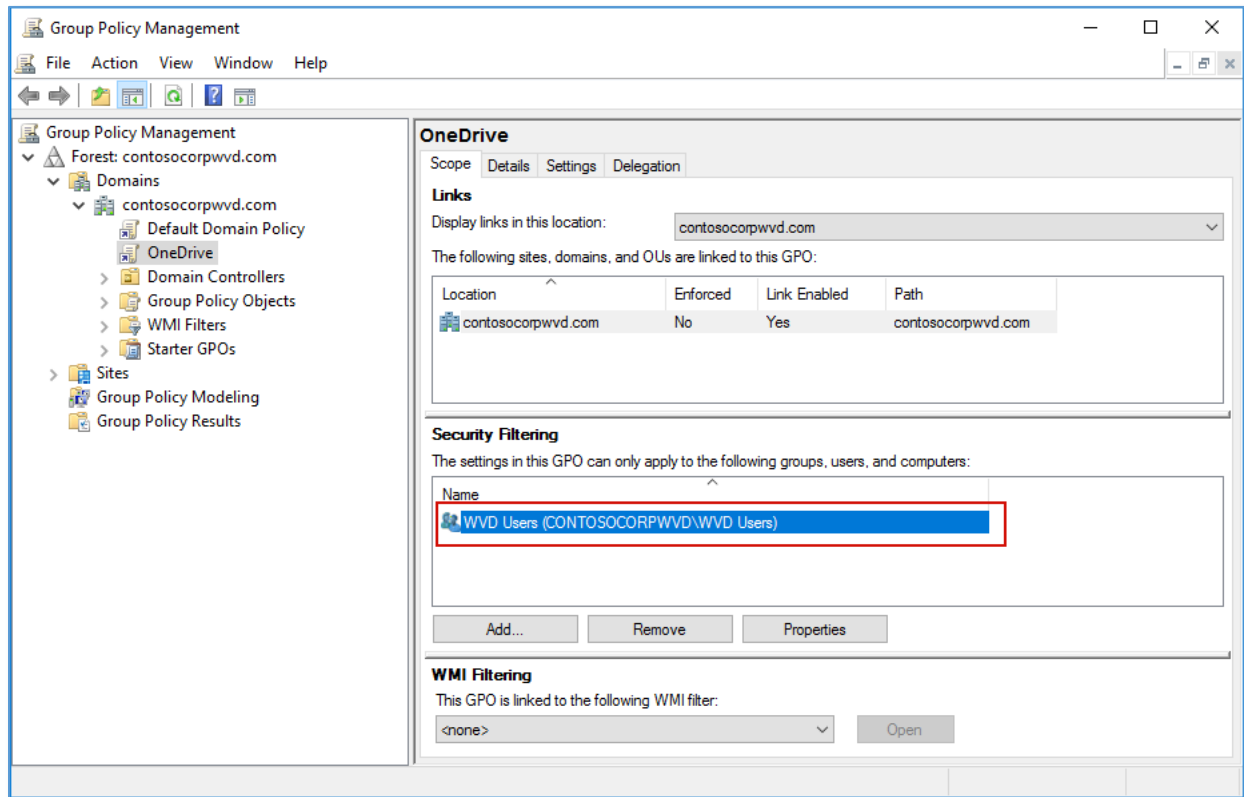 Group Policy Management
File Action View Window Help
Group Policy Management
Forest: contosocorpwvd.com
Domains
contosocorpwvd.com
Default Domain Policy
OneDrive
Domain Controllers
Group Policy Objects
WMI Filters
Starter GPOs
Sites
Group Policy Modeling
Group Policy Results
OneDrive
Scope Details Settings Delegation
Links
Display links in this location: contosocorpwvd.com
The following sites, domains, and OUs are linked to this GPO:
Location Enforced Link Enabled Path
contosocorpwvd.com No Yes contosocorpwvd.com
Security Filtering
The settings in this GPO can only apply to the following groups, users, and computers:
Name
WVD Users (CONTOSOCORPWVD\WVD Users)
Add... Remove Properties
WMI Filtering
This GPO is linked to the following WMI filter:
<none> Open